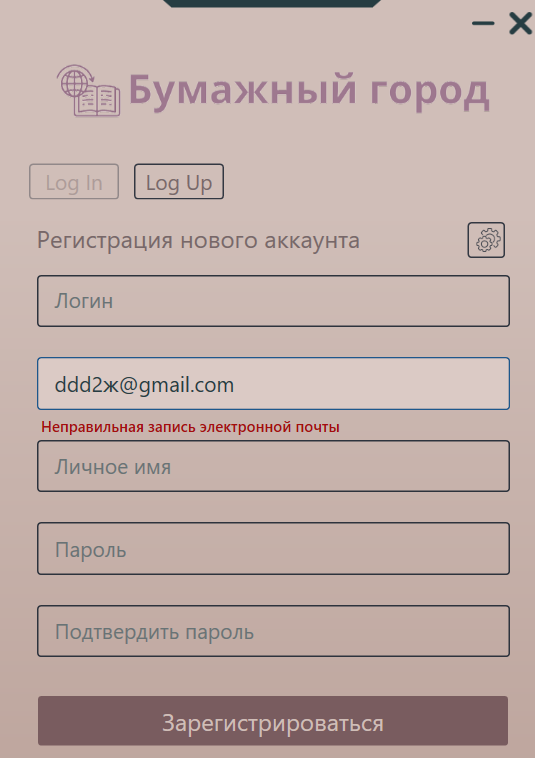 Бумажный город
Log In
Log Up
Регистрация нового аккаунта
Логин
ddd2ж@gmail.com
Неправильная запись электронной почты
Личное имя
Пароль
Подтвердить пароль
Зарегистрироваться